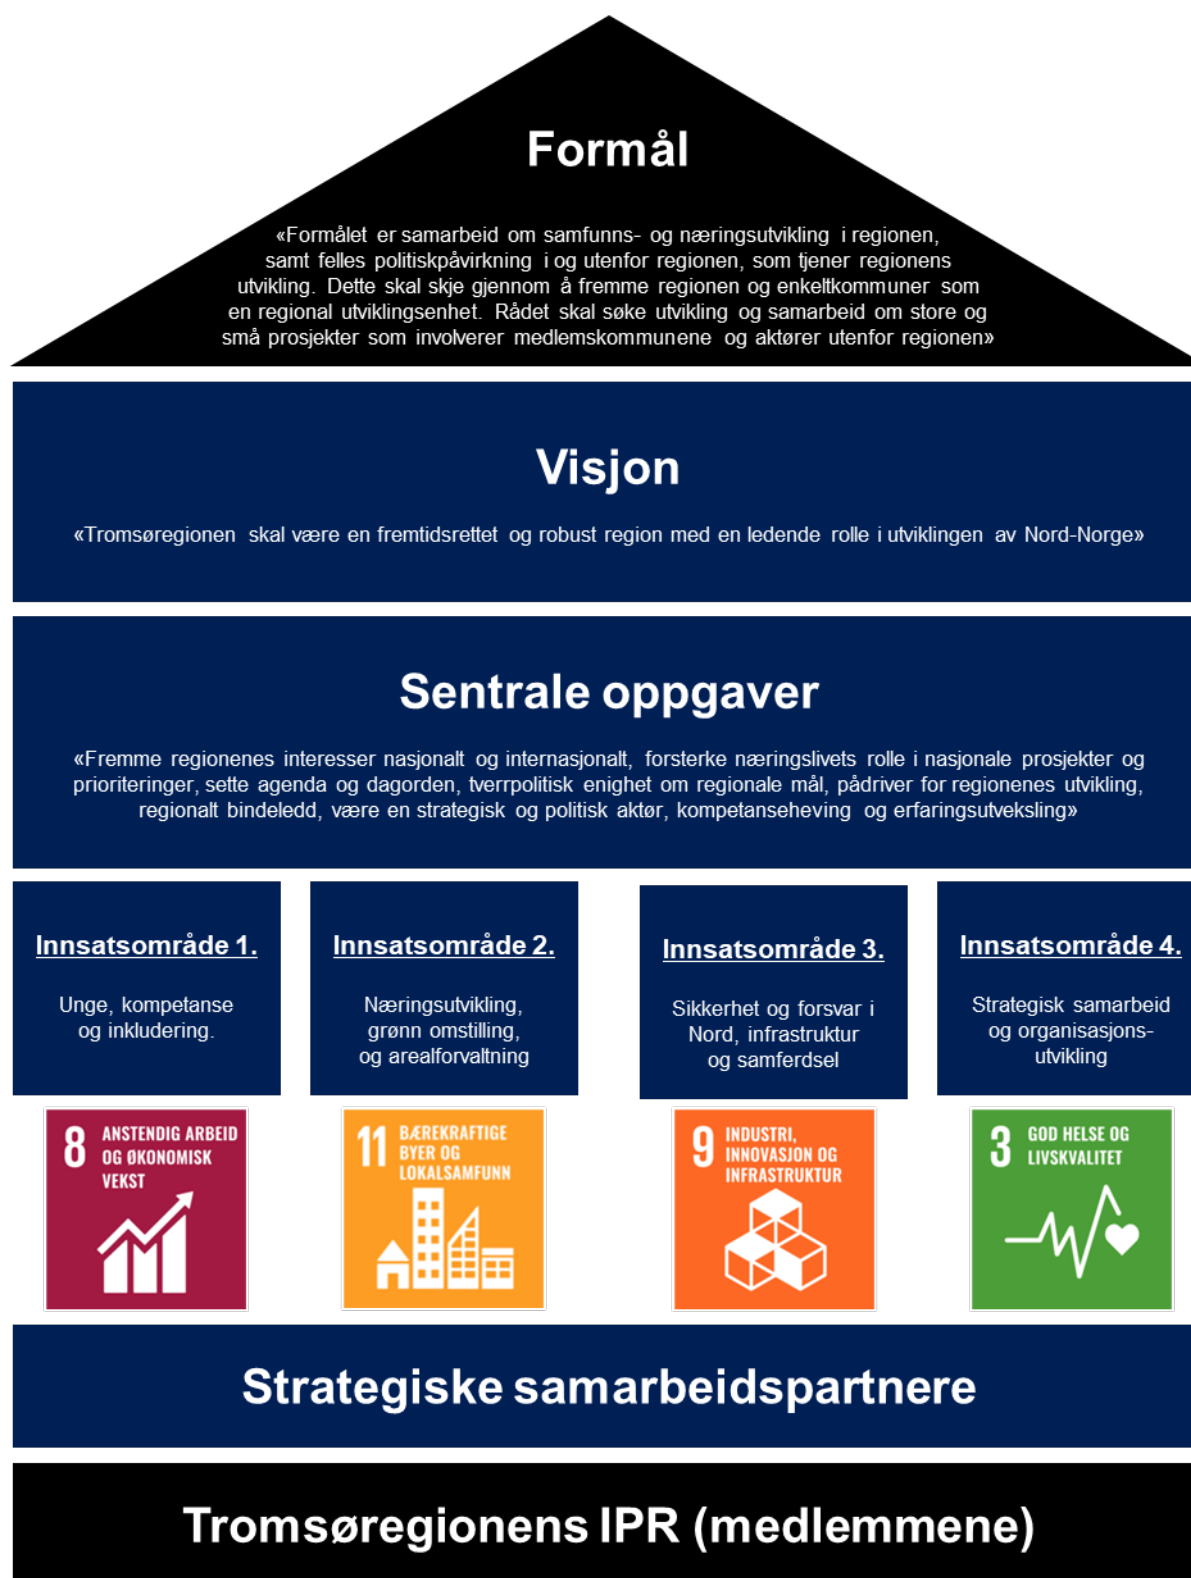 Formål
«Formålet er samarbeid om samfunns- og næringsutvikling i regionen,
samt felles politiskpåvirkning i og utenfor regionen, som tjener regionens
utvikling. Dette skal skje gjennom å fremme regionen og enkeltkommuner som
en regional utviklingsenhet. Rådet skal søke utvikling og samarbeid om store og
små prosjekter som involverer medlemskommunene og aktører utenfor regionen»
Visjon
«Tromsøregionen skal være en fremtidsrettet og robust region med en ledende rolle i utviklingen av Nord-Norge»
Sentrale oppgaver
«Fremme regionenes interesser nasjonalt og internasjonalt, forsterke næringslivets rolle i nasjonale prosjekter og
prioriteringer, sette agenda og dagorden, tverrpolitisk enighet om regionale mål, pådriver for regionenes utvikling,
regionalt bindeledd, være en strategisk og politisk aktør, kompetanseheving og erfaringsutveksling»
Innsatsområde 1.
Unge, kompetanse
og inkludering.
Innsatsområde 2.
Næringsutvikling,
grønn omstilling,
og arealforvaltning
Innsatsområde 3.
Sikkerhet og forsvar i
Nord, infrastruktur
og samferdsel
Innsatsområde 4.
Strategisk samarbeid
og organisasjons-
utvikling
8 ANSTENDIG ARBEID
OG ØKONOMISK
VEKST
11 BÆREKRAFTIGE
BYER OG
LOKALSAMFUNN
9 INDUSTRI,
INNOVASJON OG
INFRASTRUKTUR
3 GOD HELSE OG
LIVSKVALITET
Strategiske samarbeidspartnere
Tromsøregionens IPR (medlemmene)